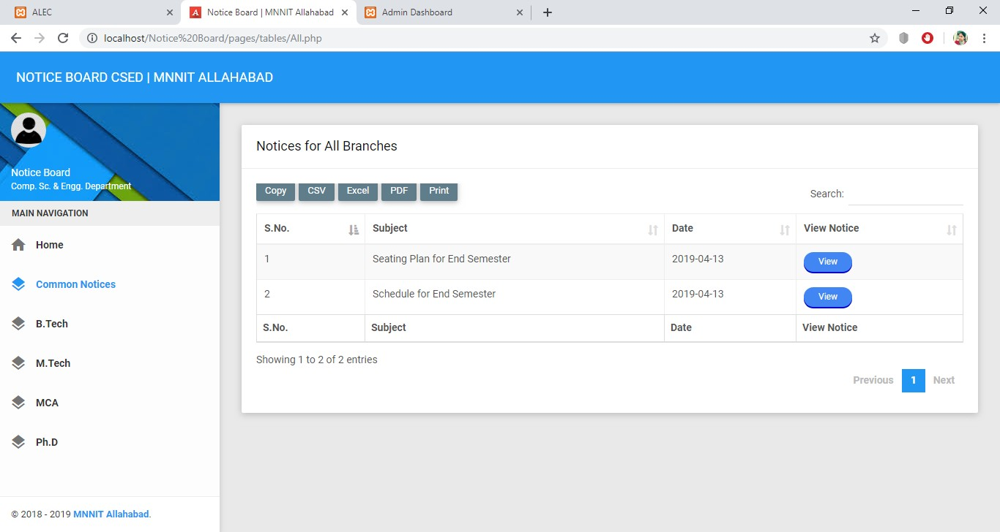 ALEC
Notice Board | MNNIT Allahabad
Admin Dashboard
localhost/Notice%20Board/pages/tables/All.php
NOTICE BOARD CSED | MNNIT ALLAHABAD
Notice Board
Comp. Sc. & Engg. Department
MAIN NAVIGATION
Home
Common Notices
B.Tech
M.Tech
MCA
Ph.D
© 2018 - 2019 MNNIT Allahabad.
Notices for All Branches
Copy CSV Excel PDF Print
Search:
S.No. Subject Date View Notice
1 Seating Plan for End Semester 2019-04-13 View
2 Schedule for End Semester 2019-04-13 View
S.No. Subject Date View Notice
Showing 1 to 2 of 2 entries
Previous 1 Next